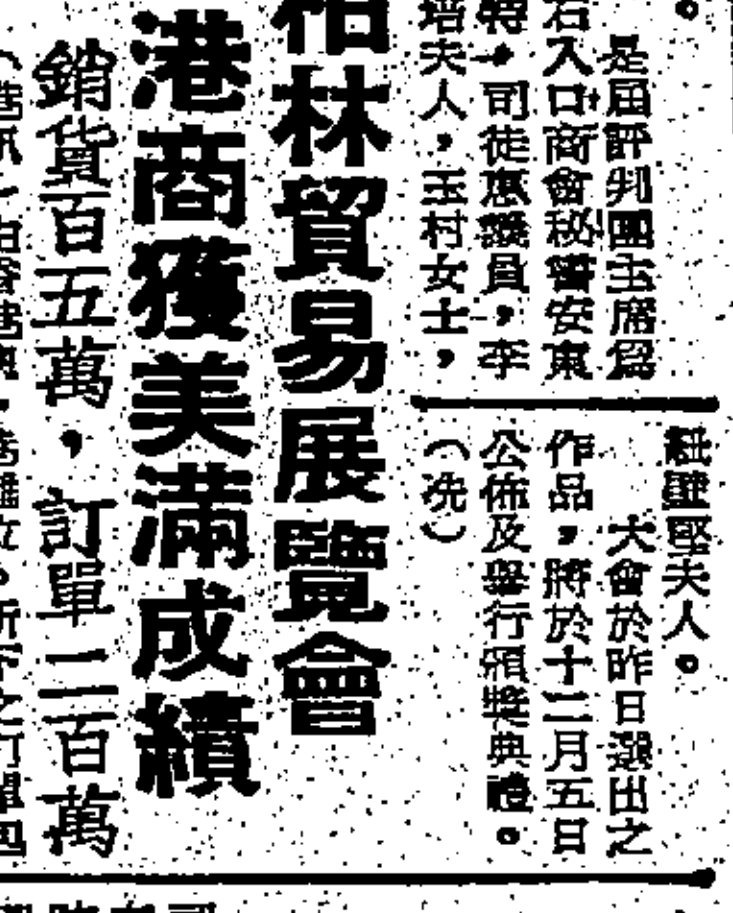 是屆評判團主席爲
入口商會秘書安東
特，司徒惠議員，李
培夫人，玉村女士，
夫人。
大會於昨日選出之
作品，將於十二月五日
公佈及舉行頒獎典禮。
（冼）
柏林貿易展覽會
港商獲美滿成績
銷貨百五萬，訂單二百萬